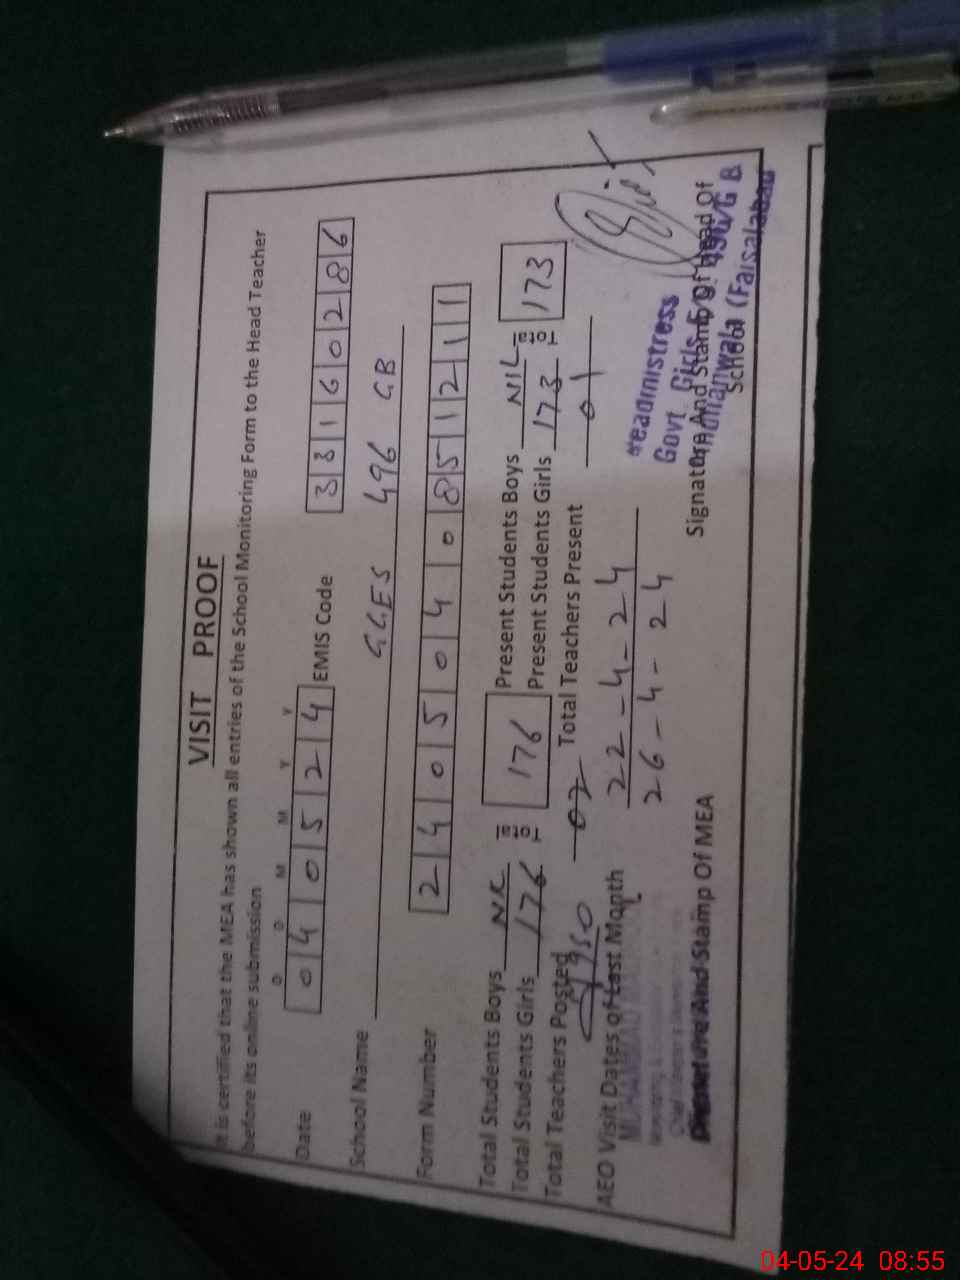 VISIT PROOF
It is certified that the MEA has shown all entries of the School Monitoring Form to the Head Teacher
before its online submission
D D M M Y Y
Date 0 4 0 5 2 4 EMIS Code 3 3 1 6 0 2 8 6
School Name GGES 496 GB
Form Number 2 4 0 5 0 4 0 8 5 1 2 1 1
Total Students Boys Present Students Boys NIL
Total 176 Total 173
Total Students Girls 176 Present Students Girls 173
Total Teachers Posted 02 Total Teachers Present 01
AEO Visit Dates of Last Month 22-4-24
26-4-24
Headmistress
Govt. Girls
Signature And Stamp Of Head Of
School (Faisalabad
And Stamp Of MEA
04-05-24 08:55